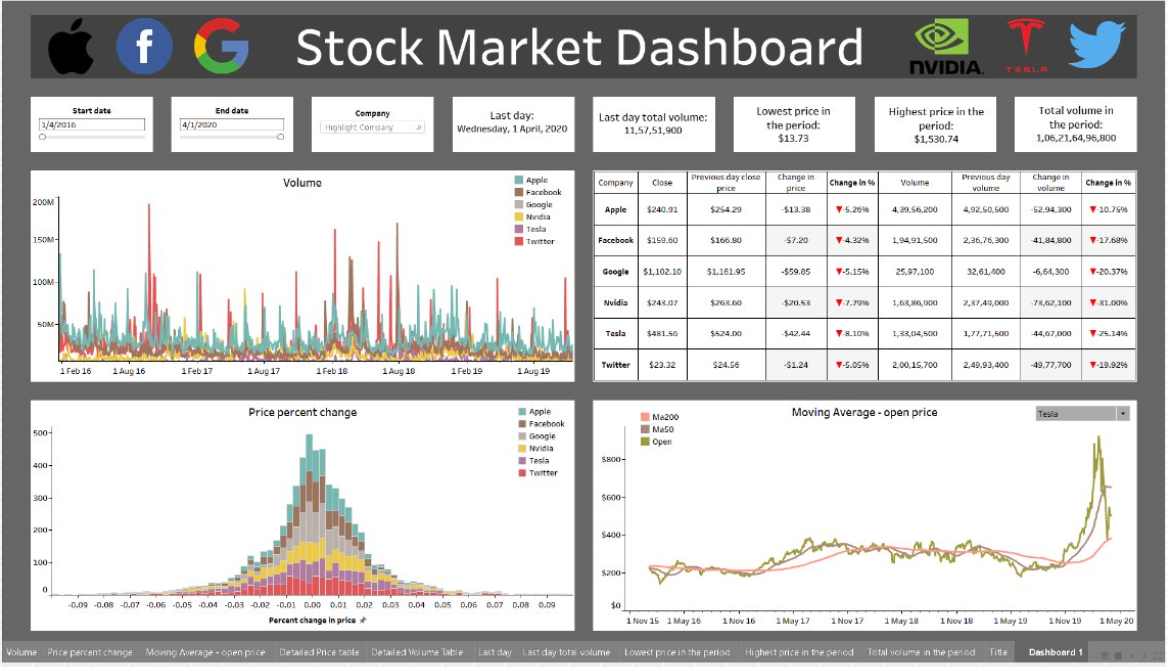 f
G
Stock Market Dashboard
NVIDIA.
TESLA
Start date
1/4/2016
End date
4/1/2020
Company
Highlight Company
Last day:
Wednesday, 1 April, 2020
Last day total volume:
11,57,51,900
Lowest price in
the period:
$13.73
Highest price in the
period:
$1,530.74
Total volume in
the period:
1,06,21,64,96,800
Volume
200M
150M
100M
50M
1 Feb 16 1 Aug 16 1 Feb 17 1 Aug 17 1 Feb 18 1 Aug 18 1 Feb 19 1 Aug 19
Apple
Facebook
Google
Nvidia
Tesla
Twitter
Company Close Previous day close price Change in price Change in % Volume Previous day volume Change in volume Change in %
Apple $240.91 $254.29 -$13.38 ▼-5.26% 4,39,56,200 4,92,50,500 -52,94,300 ▼-10.75%
Facebook $159.60 $166.80 -$7.20 ▼-4.32% 1,94,91,500 2,36,76,300 -41,84,800 ▼-17.68%
Google $1,102.10 $1,161.95 -$59.85 ▼-5.15% 25,97,100 32,61,400 -6,64,300 ▼-20.37%
Nvidia $243.07 $263.60 -$20.53 ▼-7.79% 1,63,86,900 2,37,49,000 -73,62,100 ▼-31.00%
Tesla $481.56 $524.00 -$42.44 ▼-8.10% 1,33,04,500 1,77,71,500 -44,67,000 ▼-25.14%
Twitter $23.32 $24.56 -$1.24 ▼-5.05% 2,00,15,700 2,49,93,400 -49,77,700 ▼-19.92%
Price percent change
500
400
300
200
100
0
-0.09 -0.08 -0.07 -0.06 -0.05 -0.04 -0.03 -0.02 -0.01 0.00 0.01 0.02 0.03 0.04 0.05 0.06 0.07 0.08 0.09
Percent change in price
Apple
Facebook
Google
Nvidia
Tesla
Twitter
Moving Average - open price
Tesla
Ma200
Ma50
Open
$800
$600
$400
$200
$0
1 Nov 15 1 May 16 1 Nov 16 1 May 17 1 Nov 17 1 May 18 1 Nov 18 1 May 19 1 Nov 19 1 May 20
Volume Price percent change Moving Average - open price Detailed Price table Detailed Volume Table Last day Last day total volume Lowest price in the period Highest price in the period Total volume in the period Title Dashboard 1